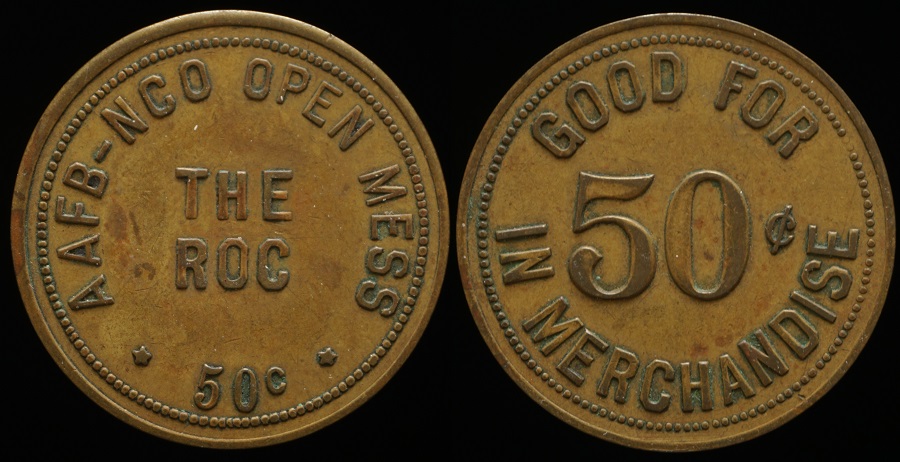 AAFB-NCO OPEN MESS
THE
ROC
50¢
GOOD FOR
50¢
IN MERCHANDISE